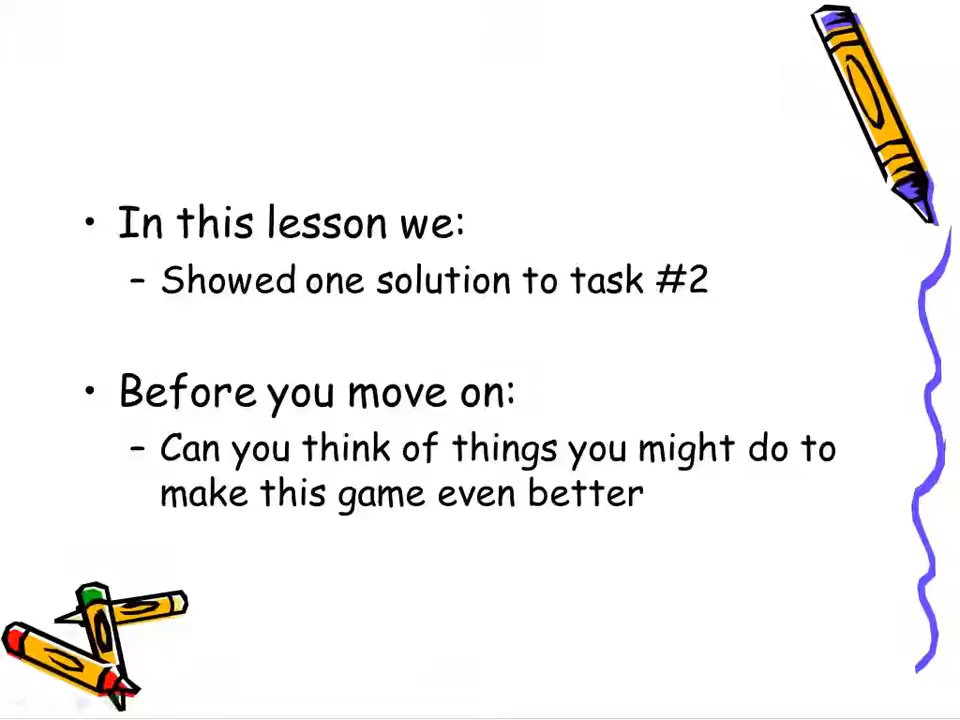 • In this lesson we:
– Showed one solution to task #2
• Before you move on:
– Can you think of things you might do to
make this game even better